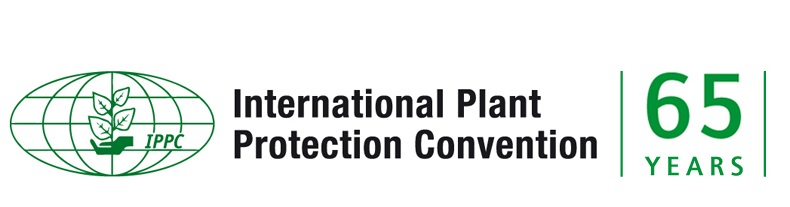 IPPC
International Plant
Protection Convention
65
YEARS